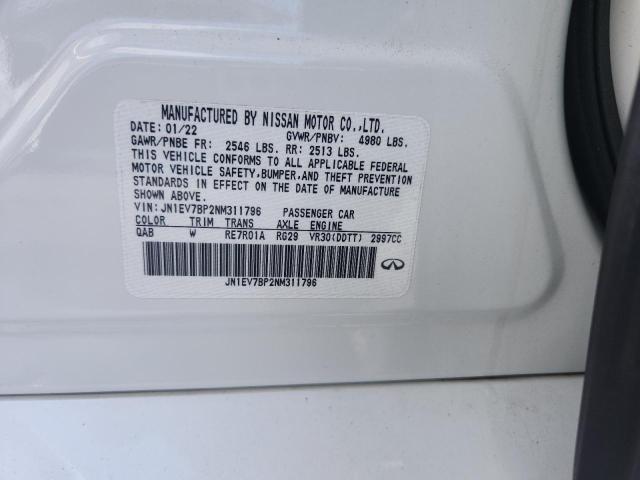 MANUFACTURED BY NISSAN MOTOR CO.,LTD.
DATE: 01/22 GVWR/PNBV: 4980 LBS.
GAWR/PNBE FR: 2546 LBS. RR: 2513 LBS.
THIS VEHICLE CONFORMS TO ALL APPLICABLE FEDERAL
MOTOR VEHICLE SAFETY,BUMPER,AND THEFT PREVENTION
STANDARDS IN EFFECT ON THE DATE OF MANUFACTURE
SHOWN ABOVE.
VIN: JN1EV7BP2NM311796 PASSENGER CAR
COLOR TRIM TRANS AXLE ENGINE
QAB W RE7R01A RG29 VR30(DDTT) 2997CC
JN1EV7BP2NM311796